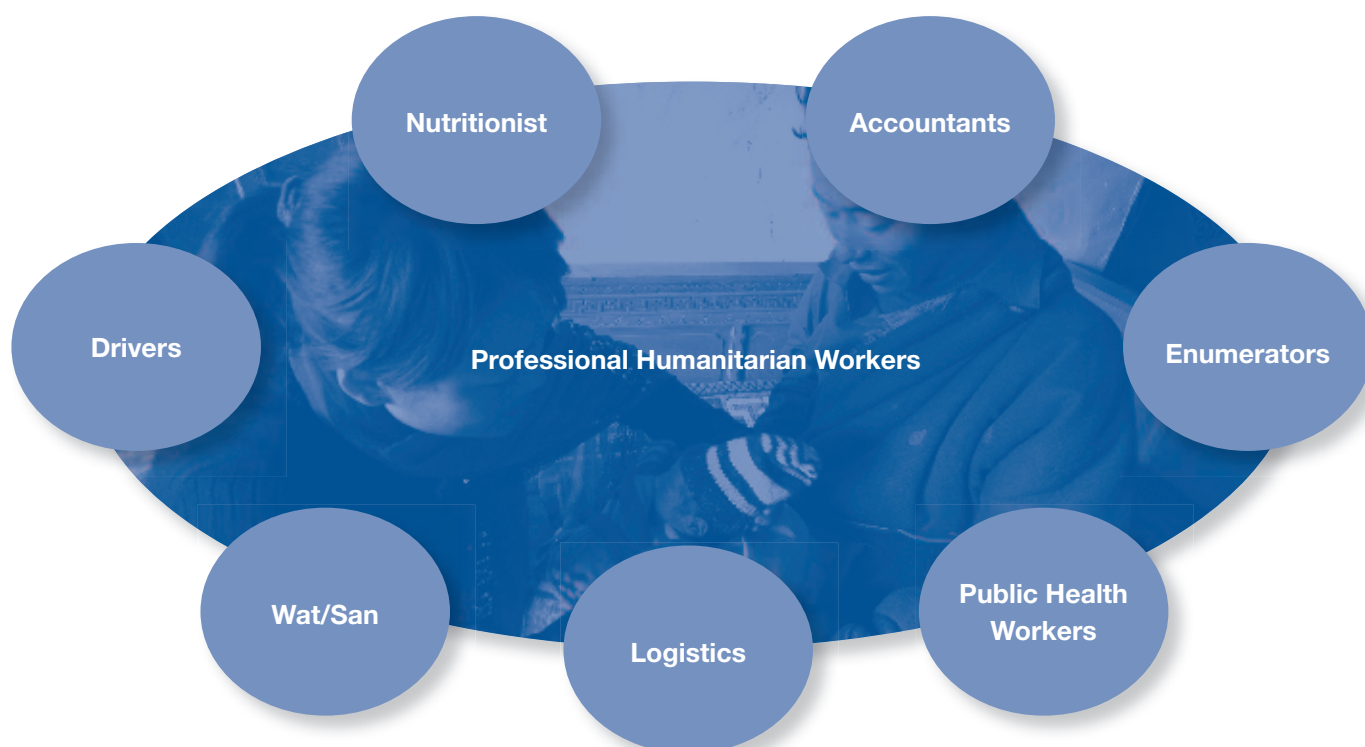 Nutritionist
Accountants
Drivers
Professional Humanitarian Workers
Enumerators
Wat/San
Logistics
Public Health
Workers